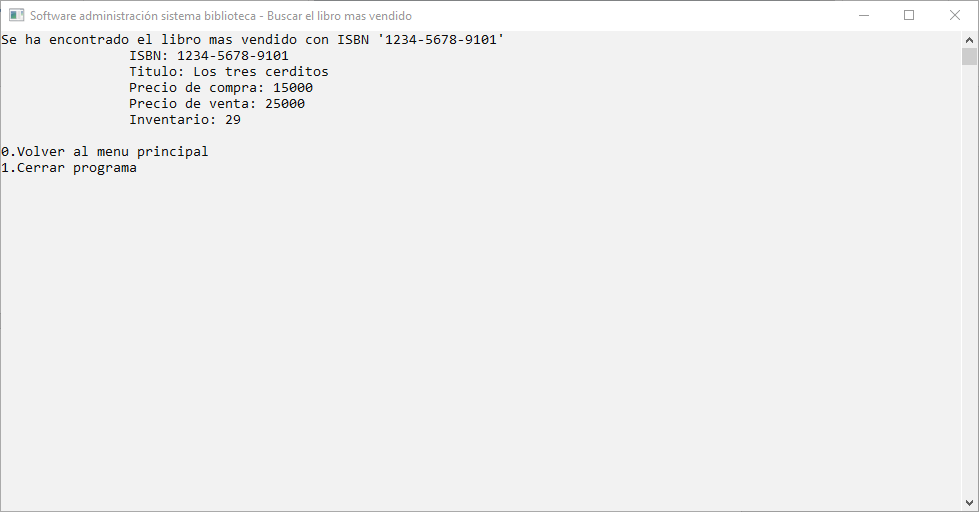 Software administración sistema biblioteca - Buscar el libro mas vendido
Se ha encontrado el libro mas vendido con ISBN '1234-5678-9101'
ISBN: 1234-5678-9101
Titulo: Los tres cerditos
Precio de compra: 15000
Precio de venta: 25000
Inventario: 29
0.Volver al menu principal
1.Cerrar programa